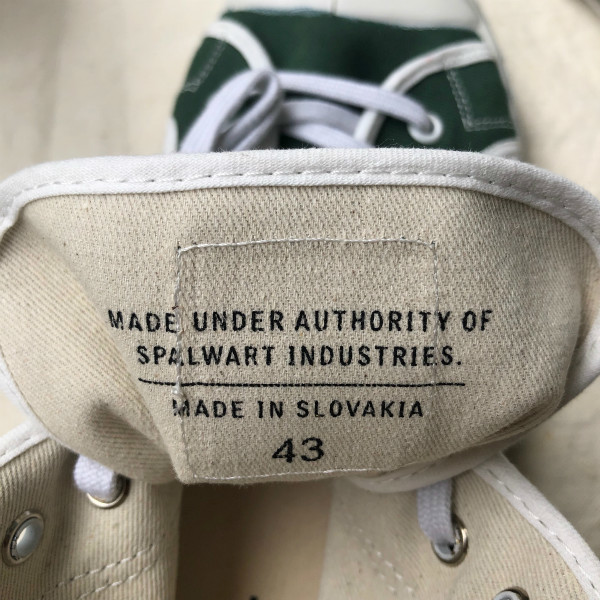 MADE UNDER AUTHORITY OF
SPALWART INDUSTRIES.
MADE IN SLOVAKIA
43